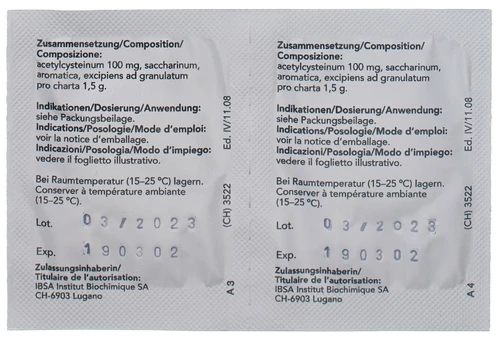 Zusammensetzung/Composition/
Composizione:
acetylcysteinum 100 mg, saccharinum,
aromatica, excipiens ad granulatum
pro charta 1,5 g.
Indikationen/Dosierung/Anwendung:
siehe Packungsbeilage.
Indications/Posologie/Mode d'emploi:
voir la notice d'emballage.
Indicazioni/Posologia/Modo d'impiego:
vedere il foglietto illustrativo.
Bei Raumtemperatur (15–25 °C) lagern.
Conserver à température ambiante
(15–25 °C).
Lot. 03/2023
Exp. 190302
Zulassungsinhaberin/
Titulaire de l'autorisation:
IBSA Institut Biochimique SA
CH-6903 Lugano
A 3
(CH) 3522
Ed. IV/11.08
Zusammensetzung/Composition/
Composizione:
acetylcysteinum 100 mg, saccharinum,
aromatica, excipiens ad granulatum
pro charta 1,5 g.
Indikationen/Dosierung/Anwendung:
siehe Packungsbeilage.
Indications/Posologie/Mode d'emploi:
voir la notice d'emballage.
Indicazioni/Posologia/Modo d'impiego:
vedere il foglietto illustrativo.
Bei Raumtemperatur (15–25 °C) lagern.
Conserver à température ambiante
(15–25 °C).
Lot. 03/2023
Exp. 190302
Zulassungsinhaberin/
Titulaire de l'autorisation:
IBSA Institut Biochimique SA
CH-6903 Lugano
A 4
(CH) 3522
Ed. IV/11.08